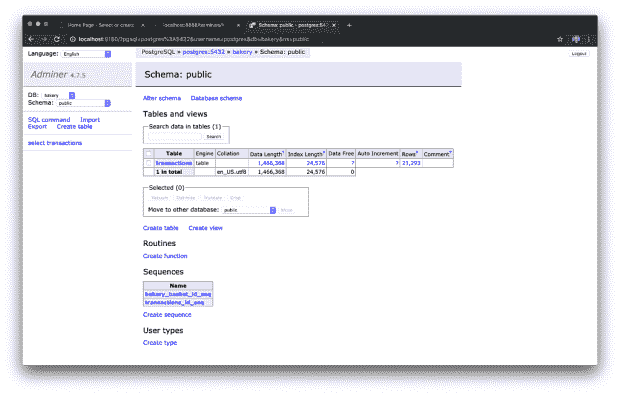 Home Page - Select or create
localhost:8888/seminars/
Schema: public - postgres:543
localhost:8180/?pgsql=postgres%3A5432&username=postgres&db=bakery&ns=public
Language: English
PostgreSQL » postgres:5432 » bakery » Schema: public
Logout
Adminer 4.7.5
Schema: public
DB: bakery
Schema: public
Alter schema Database schema
SQL command Import
Export Create table
select transactions
Tables and views
Search data in tables (1)
Search
Table Engine Collation Data Length Index Length Data Free Auto Increment Rows Comment
transactions table 1,466,368 24,576 ? ? 21,293
1 in total en_US.utf8 1,466,368 24,576 0
Selected (0)
Vacuum Optimize Truncate Drop
Move to other database: public Move
Create table Create view
Routines
Create function
Sequences
Name
bakery_basket_id_seq
transactions_id_seq
Create sequence
User types
Create type